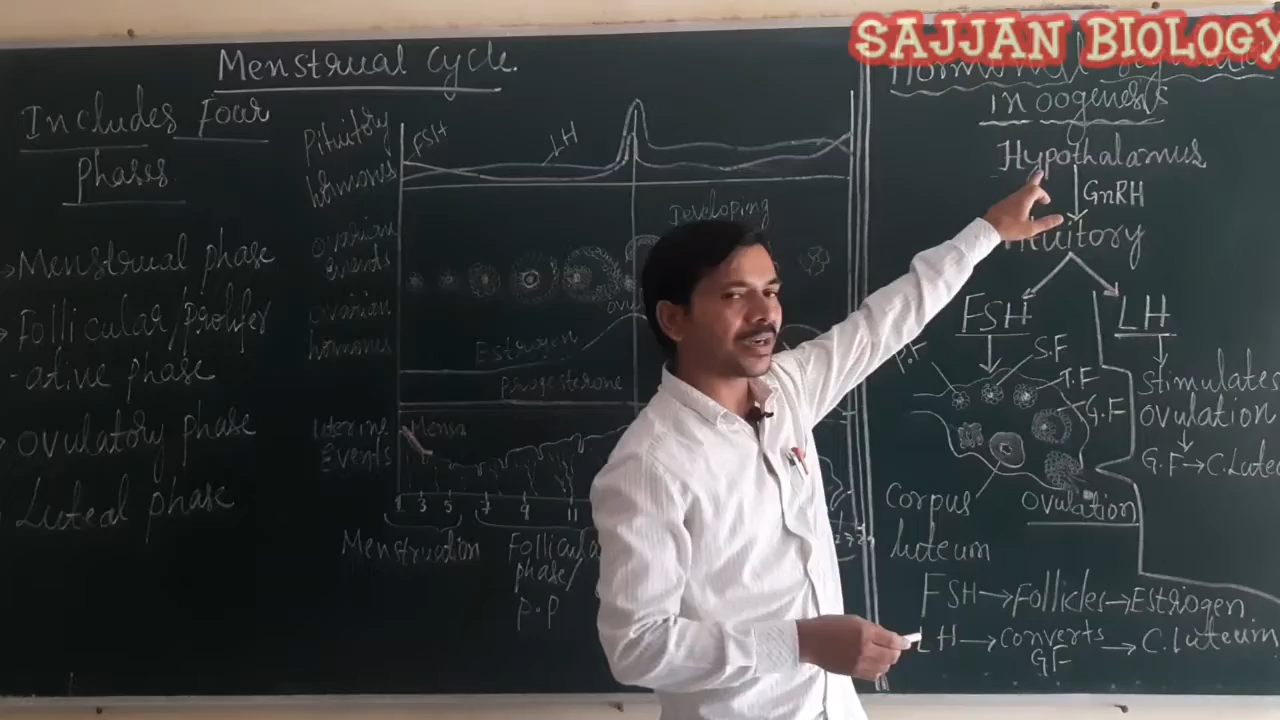 SAJJAN BIOLOGY
Menstrual cycle.
Includes Four
phases
Menstrual phase
Follicular/prolifer
-ative phase
ovulatory phase
Luteal phase
Pituitory
hormones
FSH
LH
ovarian
events
Developing
ovarian
hormones
Estrogen
progesterone
uterine
Events
Mensa
1 3 5 7 9 11
Menstruation
Follicula
phase/
p.p
in oogenesis
Hypothalamus
GnRH
Pituitory
FSH
LH
P.F
S.F
T.F
G.F
Corpus
luteum
ovulation
stimulates
ovulation
G.F→C.Lute
FSH→Follicles→Estriogen
LH→converts→C.luteum
GF